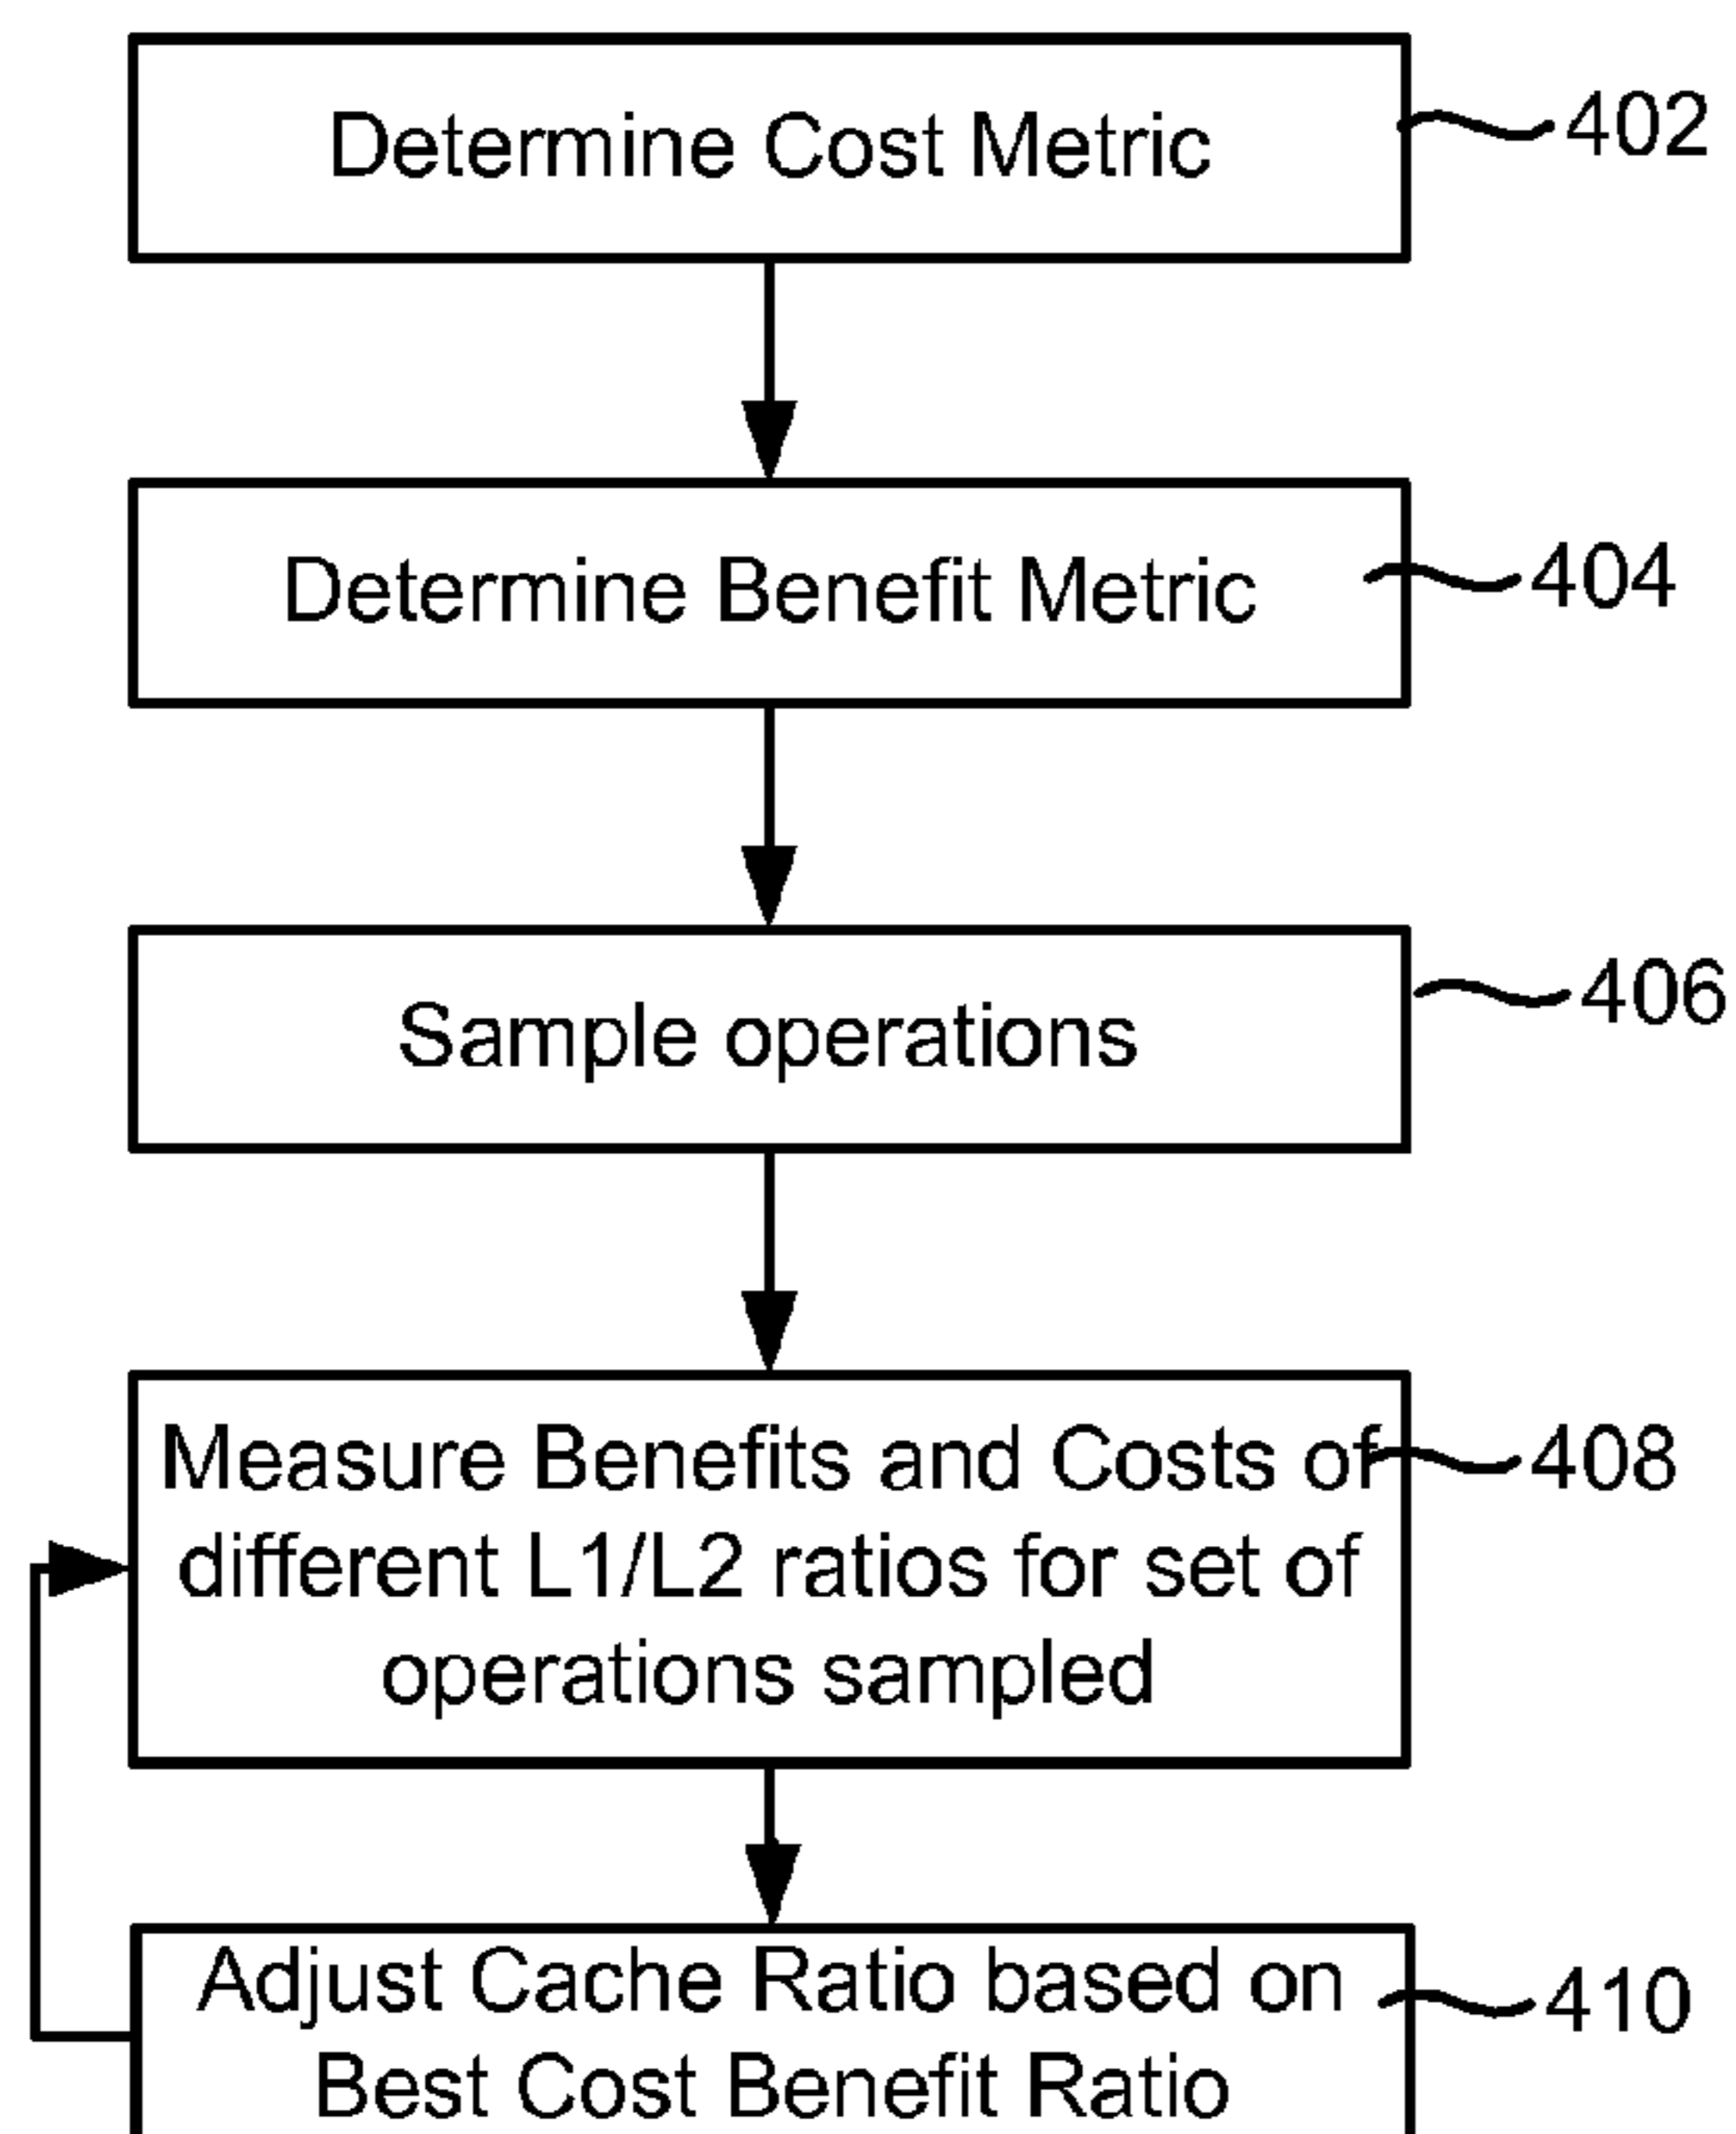 Determine Cost Metric
402
Determine Benefit Metric
404
Sample operations
406
Measure Benefits and Costs of
different L1/L2 ratios for set of
operations sampled
408
Adjust Cache Ratio based on
Best Cost Benefit Ratio
410